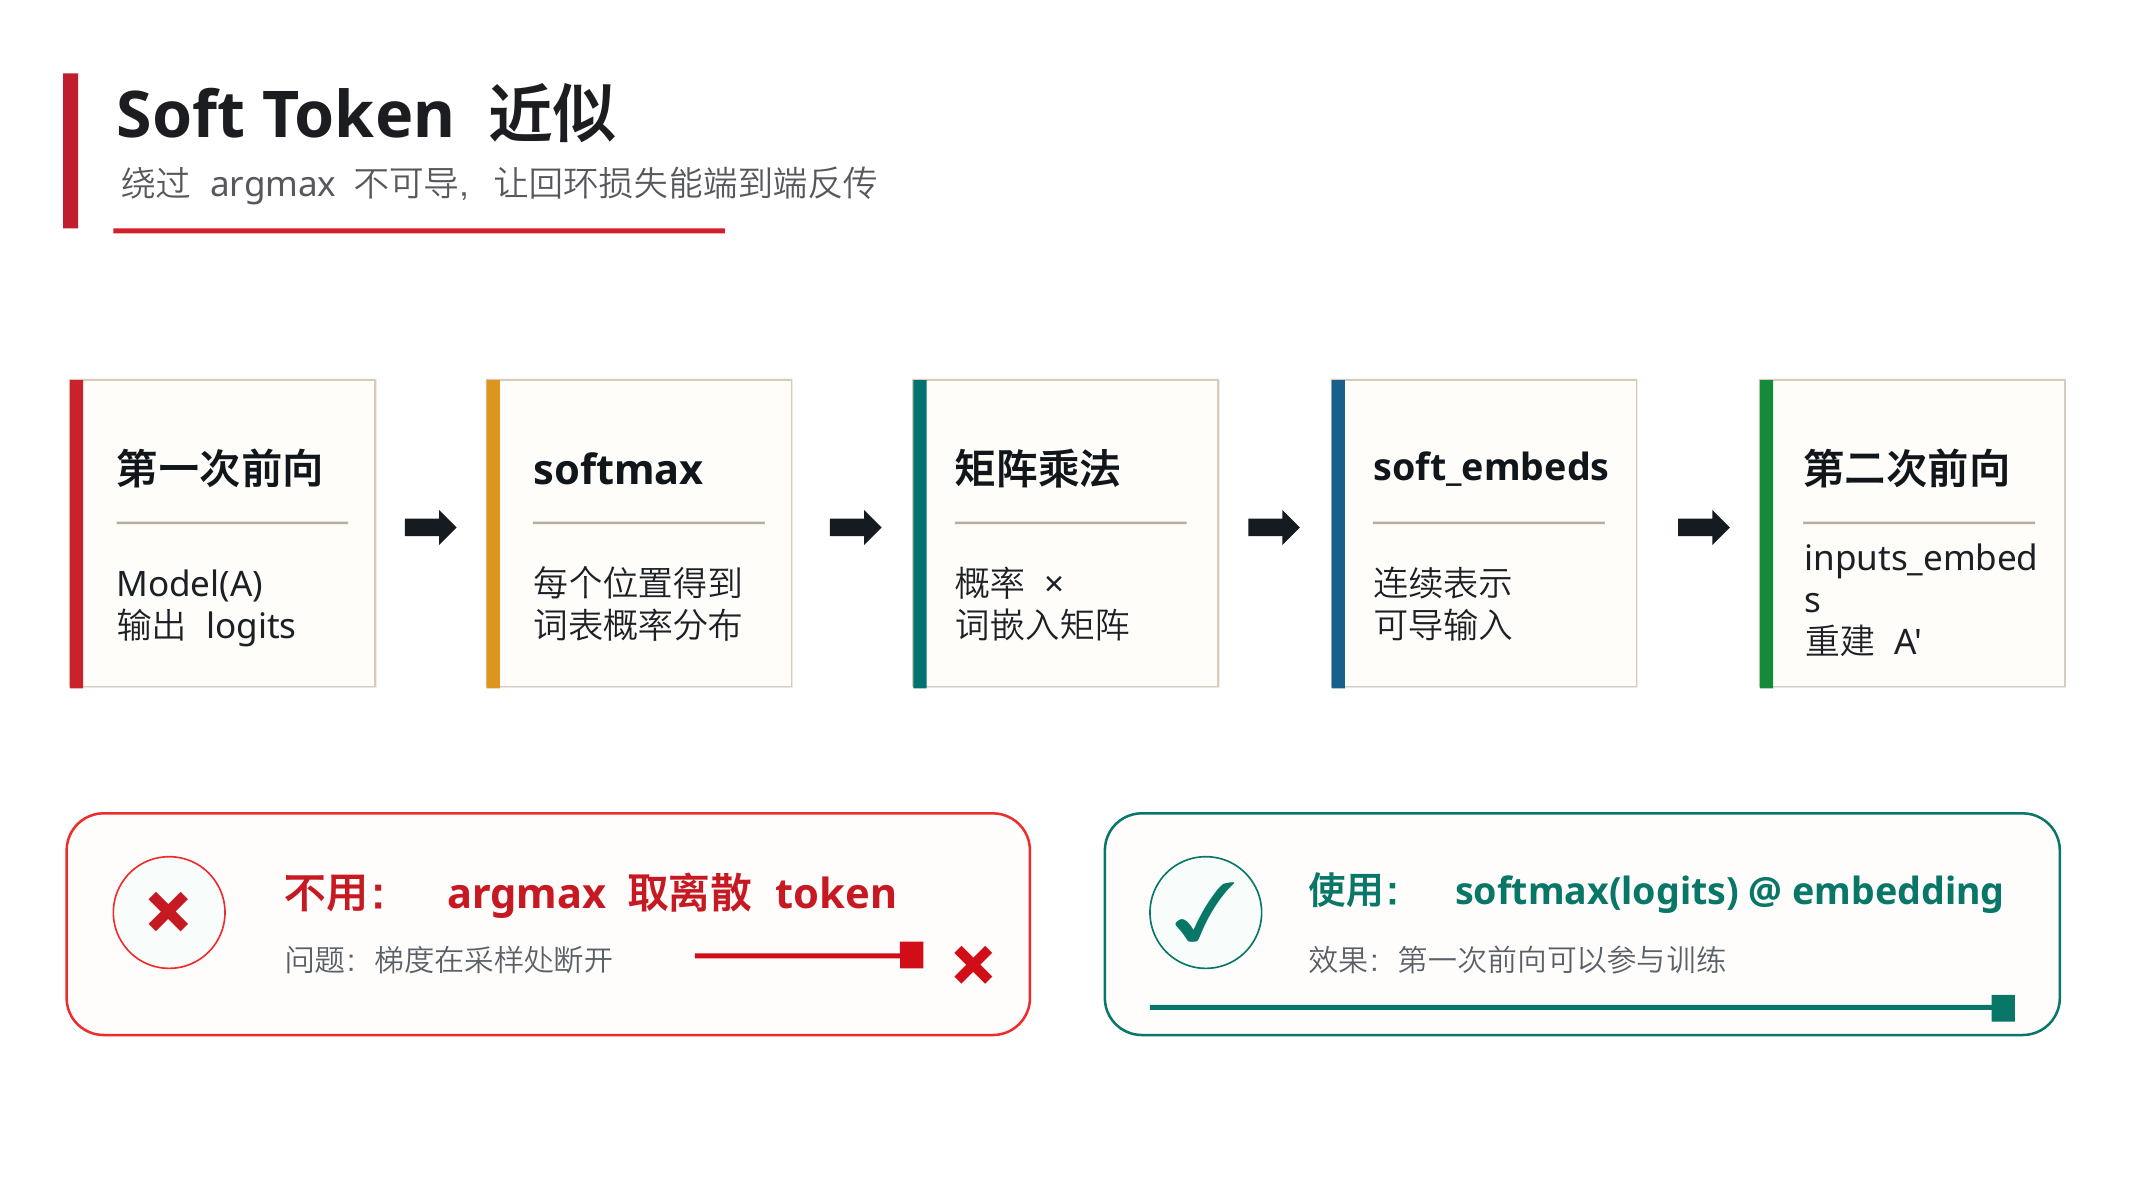 Soft Token 近似
绕过 argmax 不可导，让回环损失能端到端反传
第一次前向
Model(A)
输出 logits
softmax
每个位置得到
词表概率分布
矩阵乘法
概率 ×
词嵌入矩阵
soft_embeds
连续表示
可导输入
第二次前向
inputs_embed
s
重建 A'
不用： argmax 取离散 token
问题：梯度在采样处断开
使用： softmax(logits) @ embedding
效果：第一次前向可以参与训练